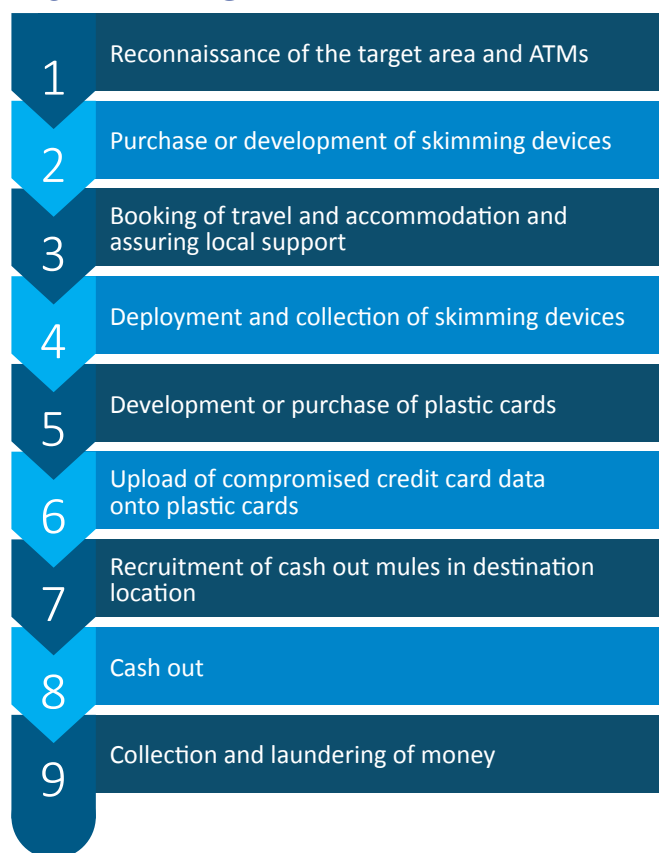 1
Reconnaissance of the target area and ATMs
2
Purchase or development of skimming devices
3
Booking of travel and accommodation and
assuring local support
4
Deployment and collection of skimming devices
5
Development or purchase of plastic cards
6
Upload of compromised credit card data
onto plastic cards
7
Recruitment of cash out mules in destination
location
8
Cash out
9
Collection and laundering of money